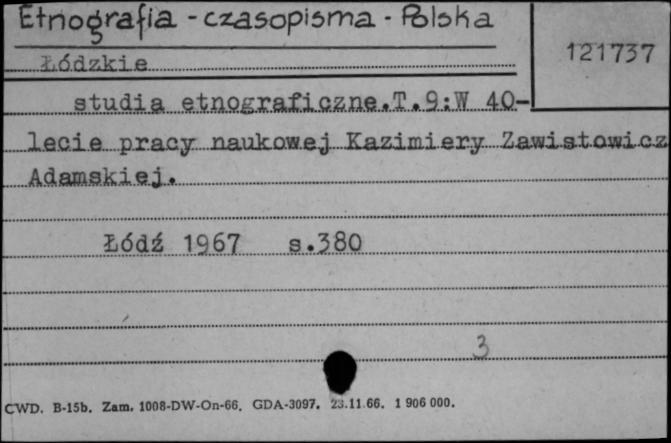 Etnografia - czasopisma - Polska
121737
Łódzkie
studia etnograficzne.T.9:W 40-
lecie pracy naukowej Kazimiery Zawistowicz
Adamskiej.
Łódź 1967 s.380
3
CWD. B-15b. Zam. 1008-DW-On-66. GDA-3097. 23.11.66. 1 906 000.